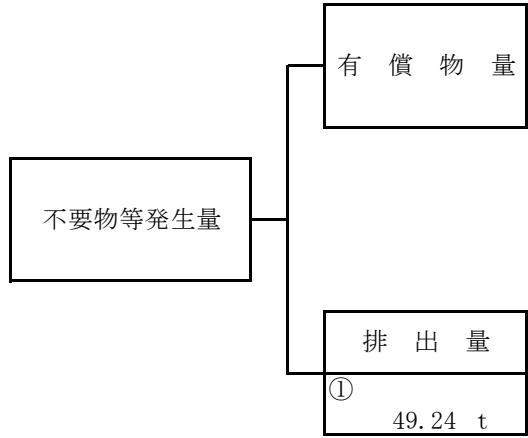 有 償 物 量
不要物等発生量
排 出 量
①
49.24 t